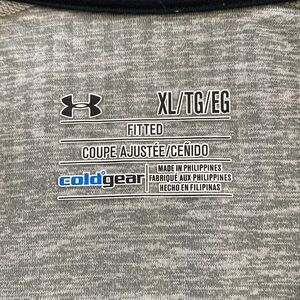 XL/TG/EG
FITTED
COUPE AJUSTÉE/CEÑIDO
coldgear
MADE IN PHILIPPINES
FABRIQUÉ AUX PHILIPPINES
HECHO EN FILIPINAS